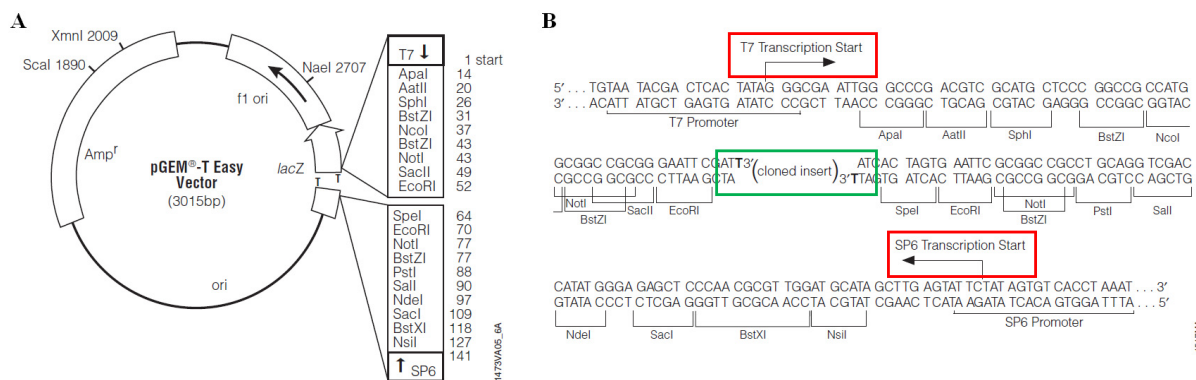 A
XmnI 2009
ScaI 1890
NaeI 2707
f1 ori
Ampr
pGEM®-T Easy
Vector
(3015bp)
lacZ
T T
ori
T7 ↓
1 start
ApaI 14
AatII 20
SphI 26
BstZI 31
NcoI 37
BstZI 43
NotI 43
SacII 49
EcoRI 52
SpeI 64
EcoRI 70
NotI 77
BstZI 77
PstI 88
SalI 90
NdeI 97
SacI 109
BstXI 118
NsiI 127
141
↑ SP6
1473VA05_6A
B
T7 Transcription Start
5′ ... TGTAA TACGA CTCAC TATAG GGCGA ATTGG GCCCG ACGTC GCATG CTCCC GGCCG CCATG
3′ ... ACATT ATGCT GAGTG ATATC CCGCT TAACC CGGGC TGCAG CGTAC GAGGG CCGGC GGTAC
T7 Promoter
ApaI AatII SphI BstZI NcoI
GCGGC CGCGG GAATT CGATT3′ (cloned insert) ATCAC TAGTG AATTC GCGGC CGCCT GCAGG TCGAC
CGCCG GCGCC CTTAA GCTA 3′TTAGTG ATCAC TTAAG CGCCG GCGGA CGTCC AGCTG
NotI SacII EcoRI SpeI EcoRI NotI PstI SalI
BstZI BstZI
SP6 Transcription Start
CATAT GGGA GAGCT CCCAA CGCGT TGGAT GCATA GCTTG AGTAT TCTAT AGTGT CACCT AAAT ... 3′
GTATA CCCT CTCGA GGGTT GCGCA ACCTA CGTAT CGAAC TCATA AGATA TCACA GTGGA TTTA ... 5′
NdeI SacI BstXI NsiI
SP6 Promoter